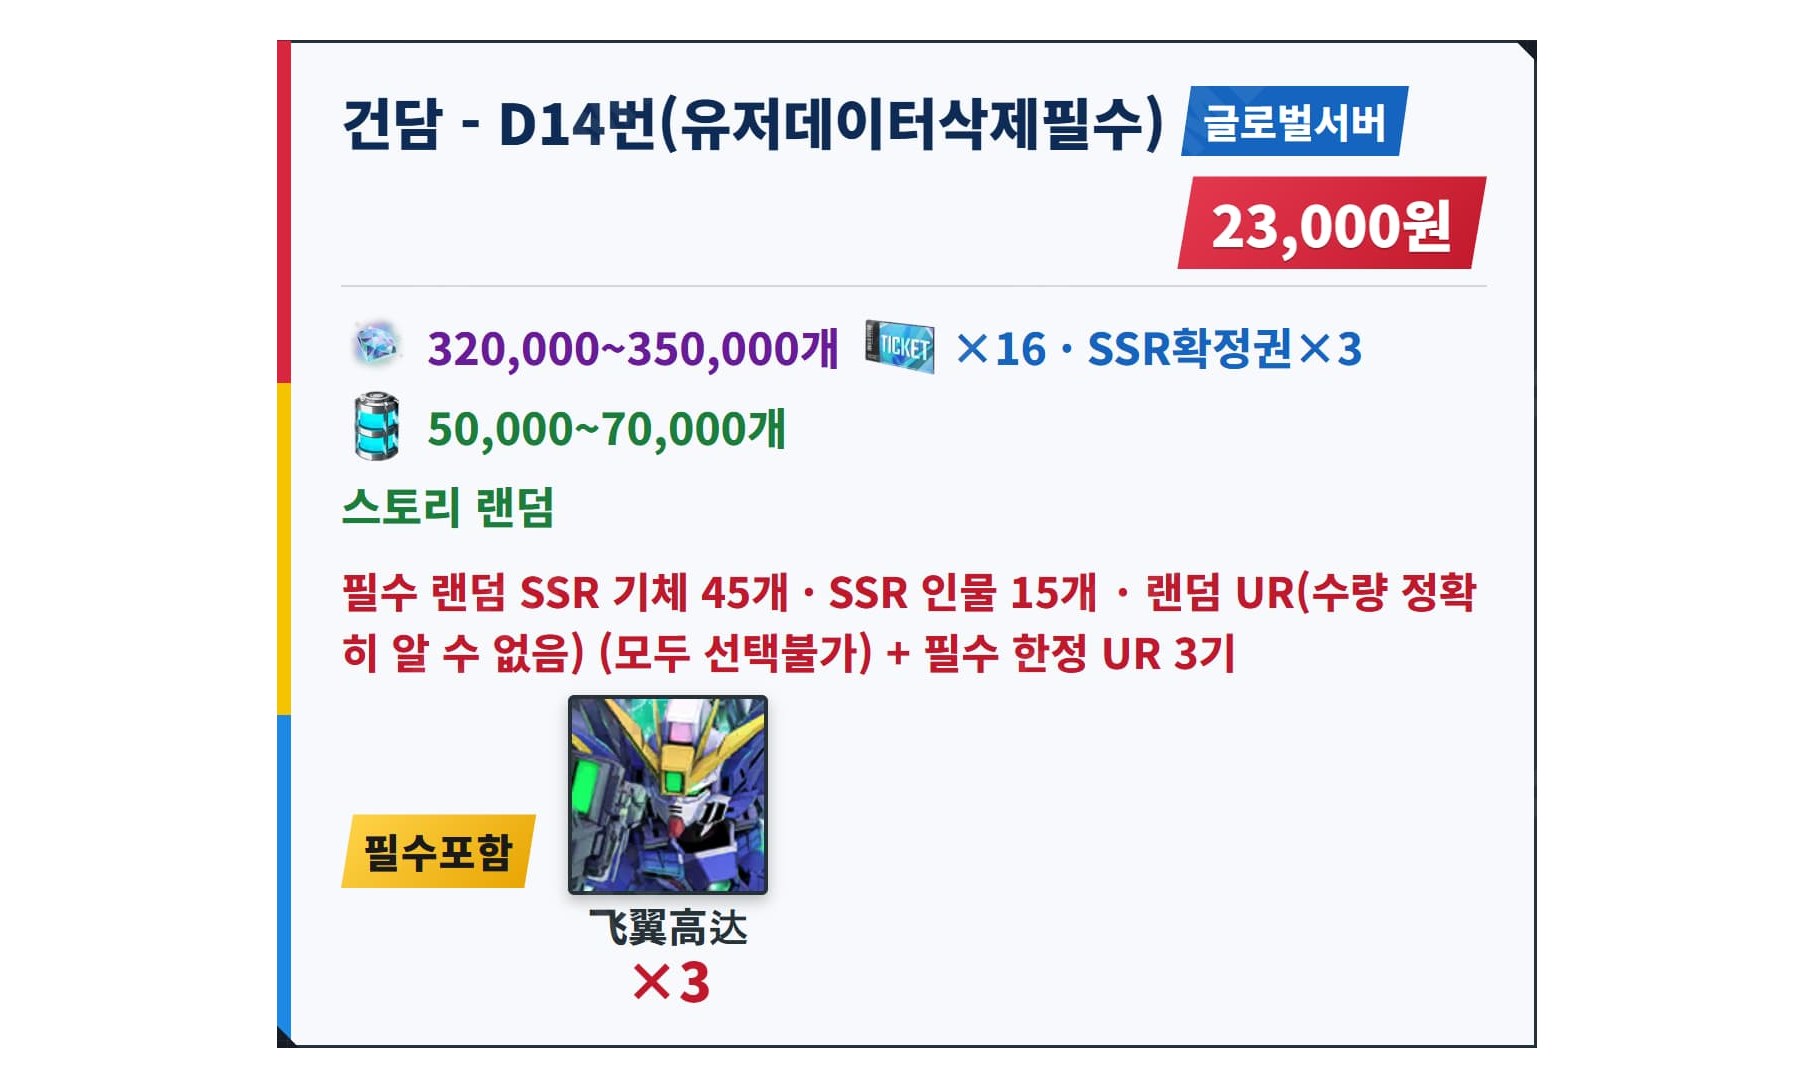 건담 - D14번(유저데이터삭제필수) 글로벌서버
23,000원
320,000~350,000개 TICKET ×16 · SSR확정권×3
50,000~70,000개
스토리 랜덤
필수 랜덤 SSR 기체 45개 · SSR 인물 15개 · 랜덤 UR(수량 정확
히 알 수 없음) (모두 선택불가) + 필수 한정 UR 3기
필수포함
飞翼高达
×3